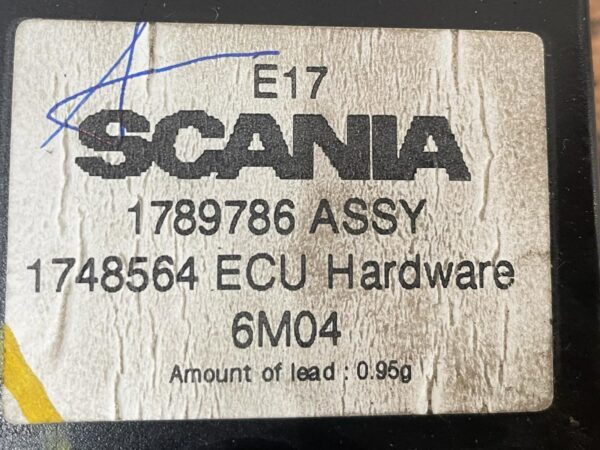 E17
SCANIA
1789786 ASSY
1748564 ECU Hardware
6M04
Amount of lead : 0.95g